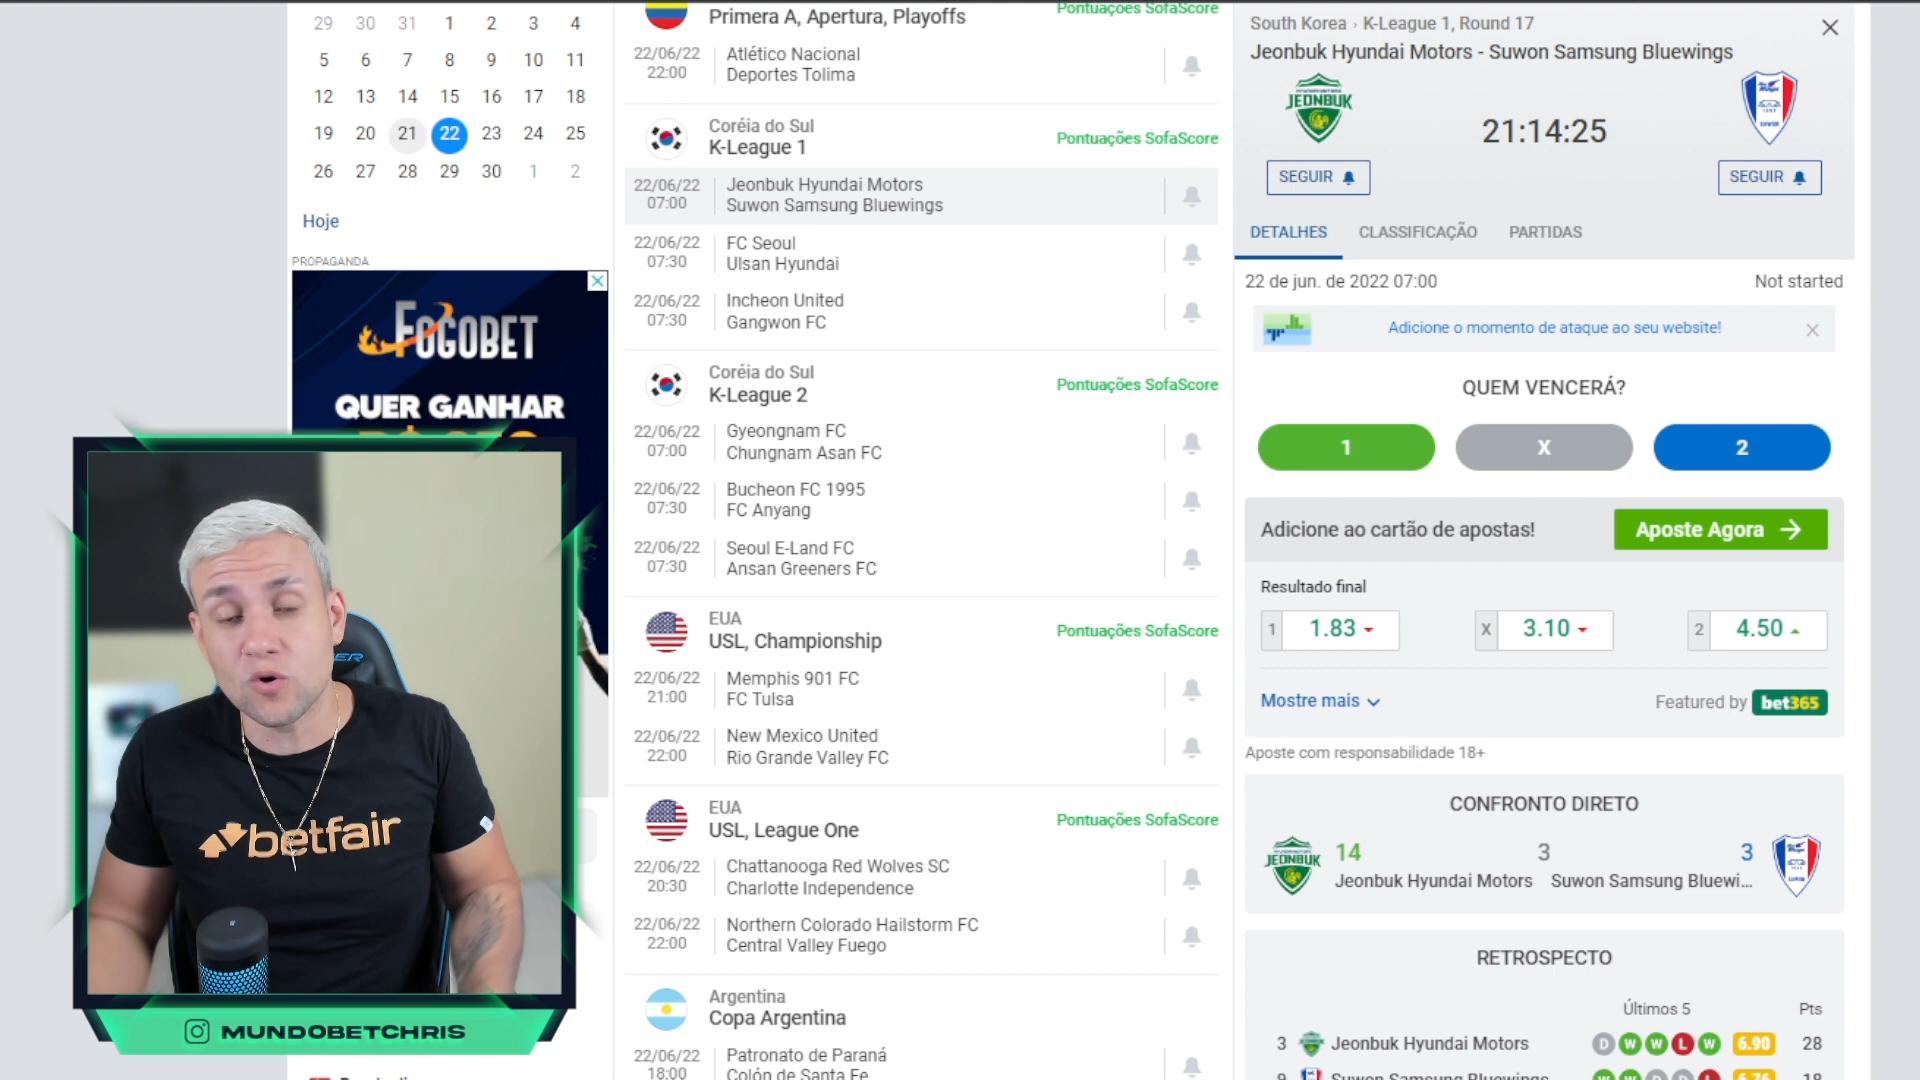 29 30 31 1 2 3 4
5 6 7 8 9 10 11
12 13 14 15 16 17 18
19 20 21 22 23 24 25
26 27 28 29 30 1 2
Hoje
PROPAGANDA
FOGOBET
QUER GANHAR
betfair
MUNDOBETCHRIS
Primera A, Apertura, Playoffs
Pontuações SofaScore
22/06/22 Atlético Nacional
22:00 Deportes Tolima
Coréia do Sul
K-League 1
Pontuações SofaScore
22/06/22 Jeonbuk Hyundai Motors
07:00 Suwon Samsung Bluewings
22/06/22 FC Seoul
07:30 Ulsan Hyundai
22/06/22 Incheon United
07:30 Gangwon FC
Coréia do Sul
K-League 2
Pontuações SofaScore
22/06/22 Gyeongnam FC
07:00 Chungnam Asan FC
22/06/22 Bucheon FC 1995
07:30 FC Anyang
22/06/22 Seoul E-Land FC
07:30 Ansan Greeners FC
EUA
USL, Championship
Pontuações SofaScore
22/06/22 Memphis 901 FC
21:00 FC Tulsa
22/06/22 New Mexico United
22:00 Rio Grande Valley FC
EUA
USL, League One
Pontuações SofaScore
22/06/22 Chattanooga Red Wolves SC
20:30 Charlotte Independence
22/06/22 Northern Colorado Hailstorm FC
22:00 Central Valley Fuego
Argentina
Copa Argentina
22/06/22 Patronato de Paraná
18:00 Colón de Santa Fe
South Korea › K-League 1, Round 17
Jeonbuk Hyundai Motors - Suwon Samsung Bluewings
JEONBUK
21:14:25
SEGUIR
SEGUIR
DETALHES CLASSIFICAÇÃO PARTIDAS
22 de jun. de 2022 07:00 Not started
Adicione o momento de ataque ao seu website!
QUEM VENCERÁ?
1 X 2
Adicione ao cartão de apostas! Aposte Agora
Resultado final
1 1.83 X 3.10 2 4.50
Mostre mais Featured by bet365
Aposte com responsabilidade 18+
CONFRONTO DIRETO
JEONBUK
14 3 3
Jeonbuk Hyundai Motors Suwon Samsung Bluewi...
RETROSPECTO
Últimos 5 Pts
3 Jeonbuk Hyundai Motors D W W L W 6.90 28
9 Suwon Samsung Bluewings W W D D L 6.76 18